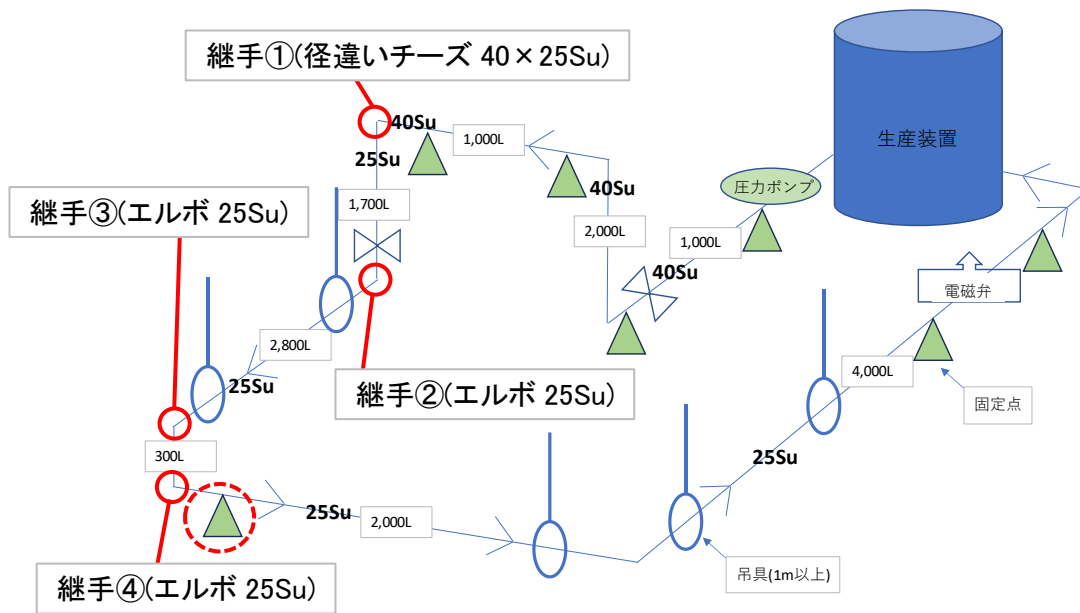 継手①(径違いチーズ 40×25Su)
40Su
25Su
1,000L
生産装置
圧力ポンプ
継手③(エルボ 25Su)
1,700L
40Su
2,000L
1,000L
40Su
電磁弁
2,800L
25Su
継手②(エルボ 25Su)
4,000L
固定点
300L
25Su
25Su
2,000L
継手④(エルボ 25Su)
吊具(1m以上)